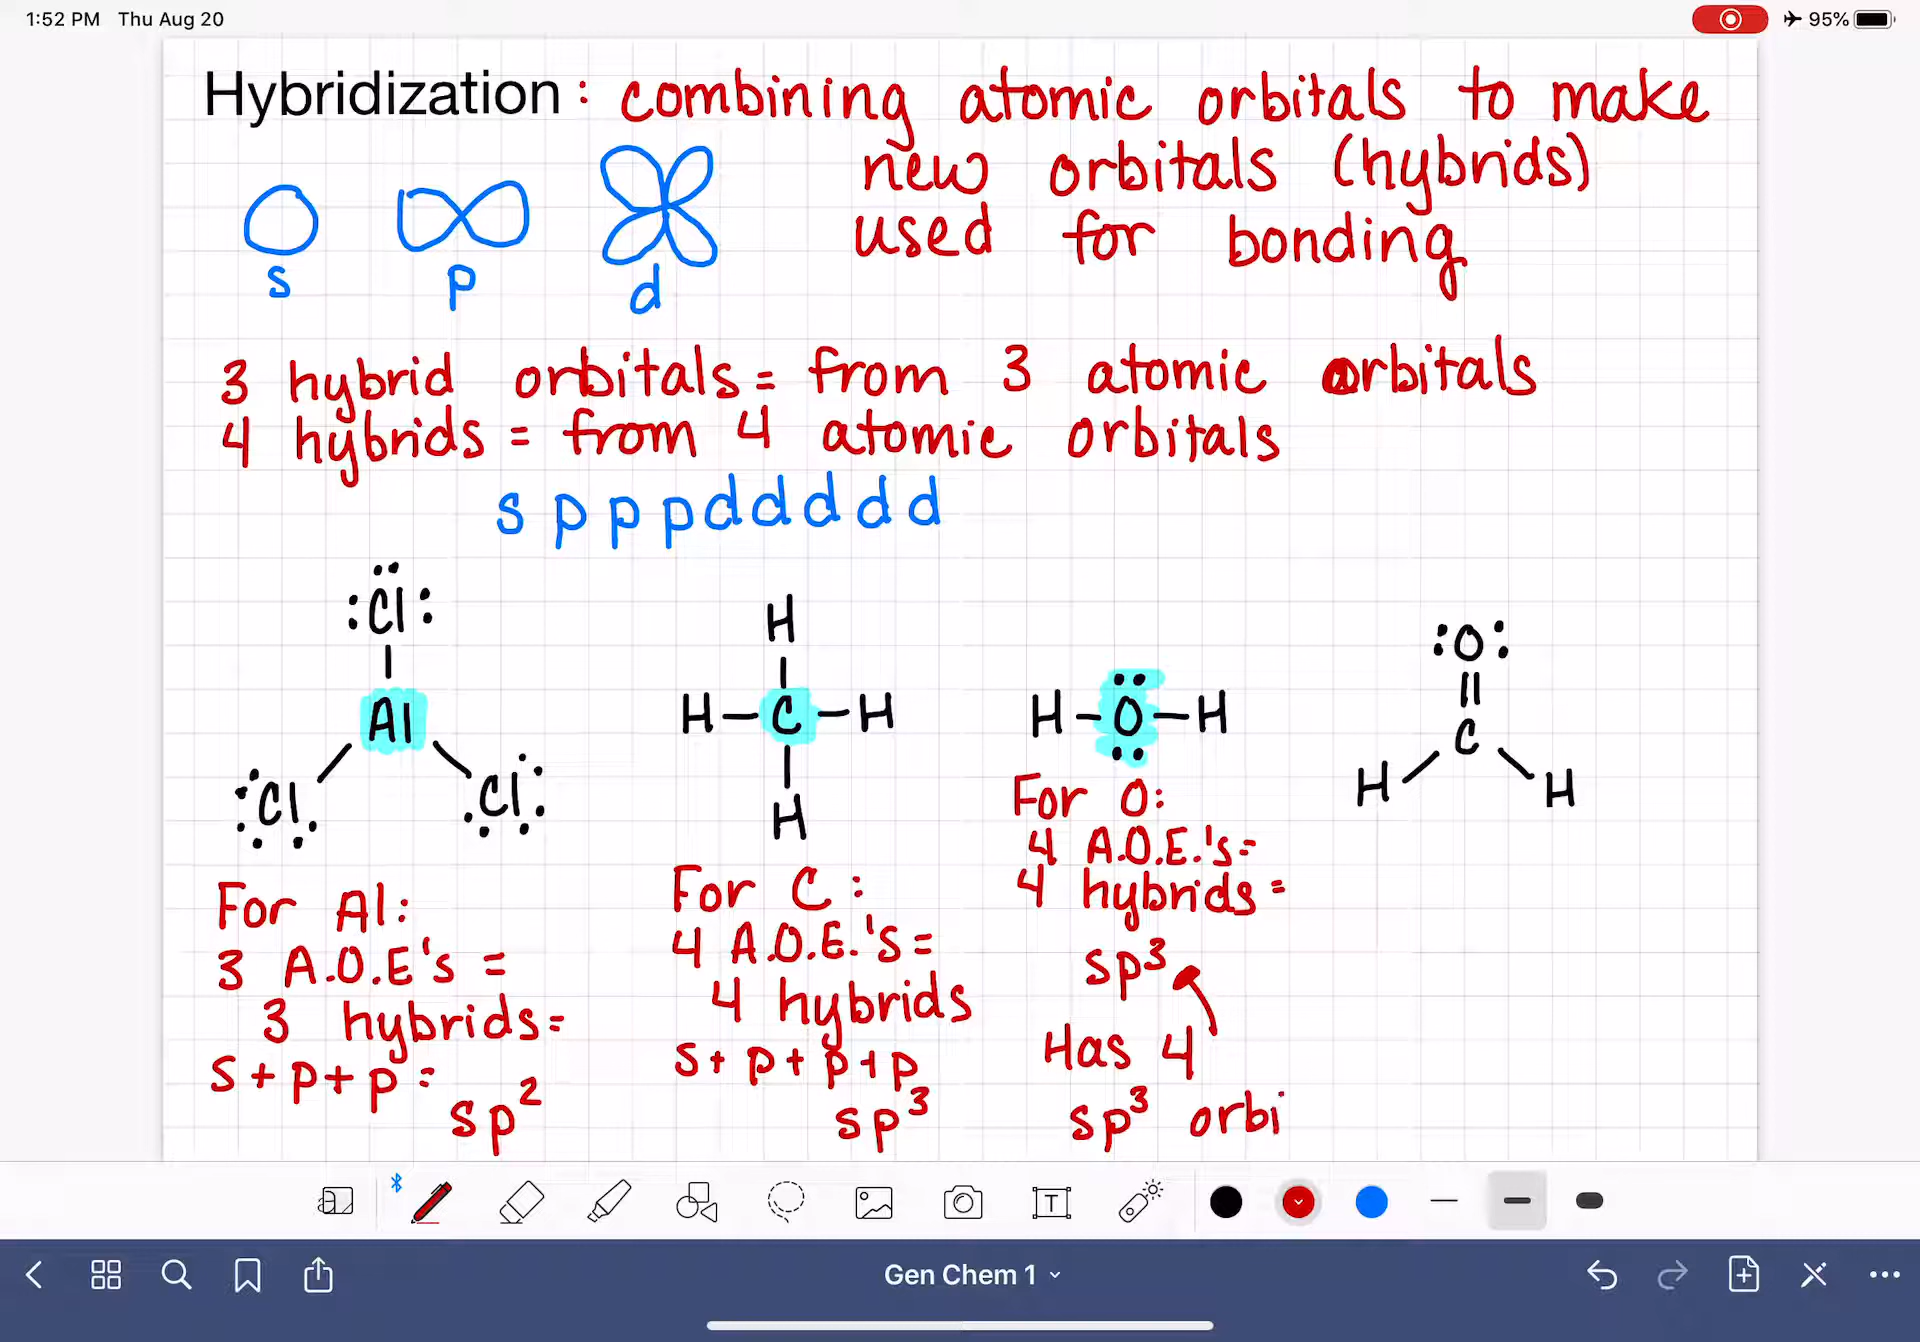 1:52 PM Thu Aug 20
95%
Hybridization: combining atomic orbitals to make
new orbitals (hybrids)
used for bonding
s p d
3 hybrid orbitals = from 3 atomic orbitals
4 hybrids = from 4 atomic orbitals
s p p p d d d d d
Cl
Al
Cl Cl
H
H-C-H
H
H-O-H
O
C
H H
For Al:
3 A.O.E's =
3 hybrids=
s+p+p=
sp²
For C:
4 A.O.E.'s=
4 hybrids
s+p+p+p
sp³
For O:
4 A.O.E.'s=
4 hybrids=
sp³
Has 4
sp³ orbi
T
Gen Chem 1